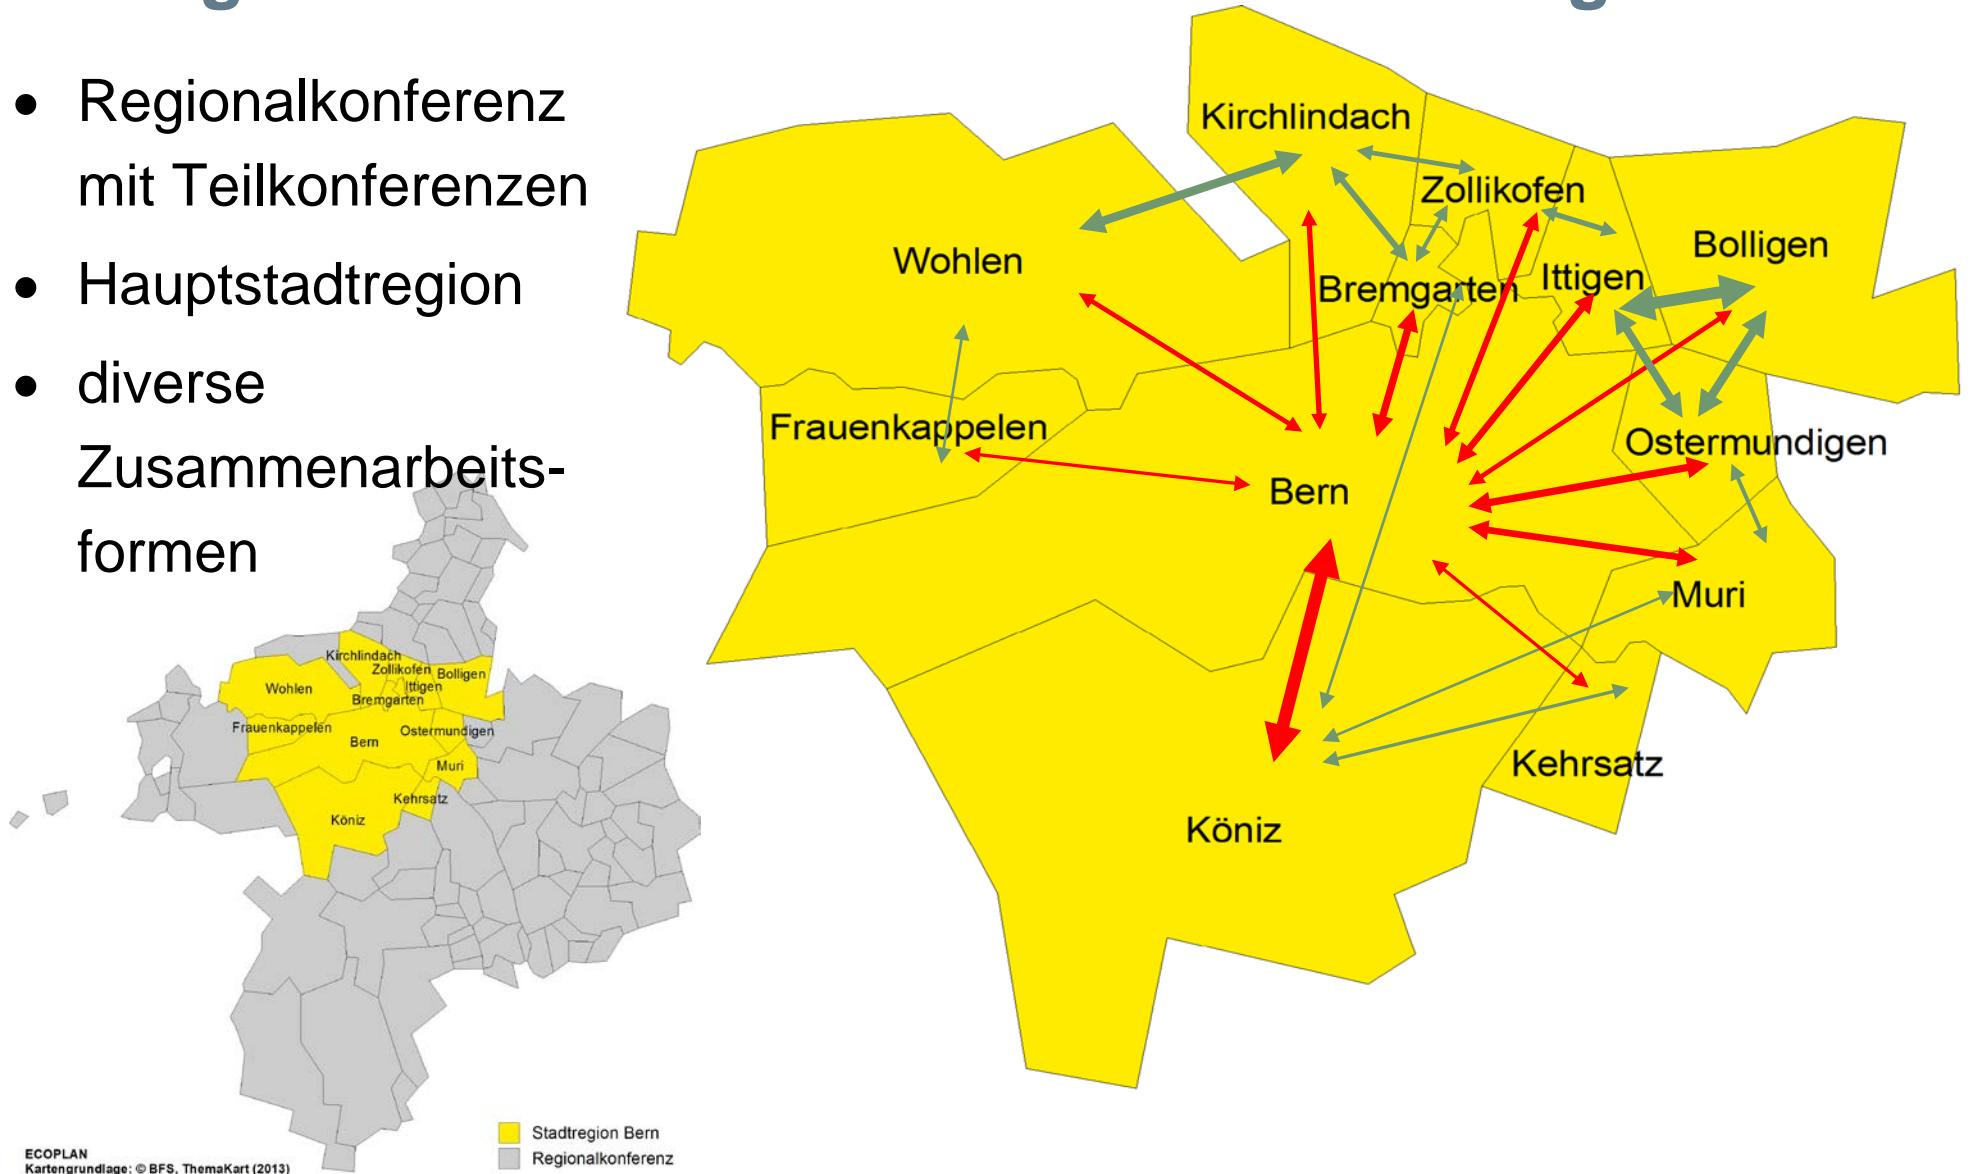 • Regionalkonferenz
mit Teilkonferenzen
• Hauptstadtregion
• diverse
Zusammenarbeits-
formen
Kirchlindach
Zollikofen
Wohlen
Bolligen
Bremgarten
Ittigen
Frauenkappelen
Ostermundigen
Bern
Muri
Kehrsatz
Köniz
Kirchlindach
Zollikofen
Bolligen
Wohlen
Ittigen
Bremgarten
Frauenkappelen
Ostermundigen
Bern
Muri
Kehrsatz
Köniz
Stadtregion Bern
Regionalkonferenz
ECOPLAN
Kartengrundlage: © BFS, ThemaKart (2013)